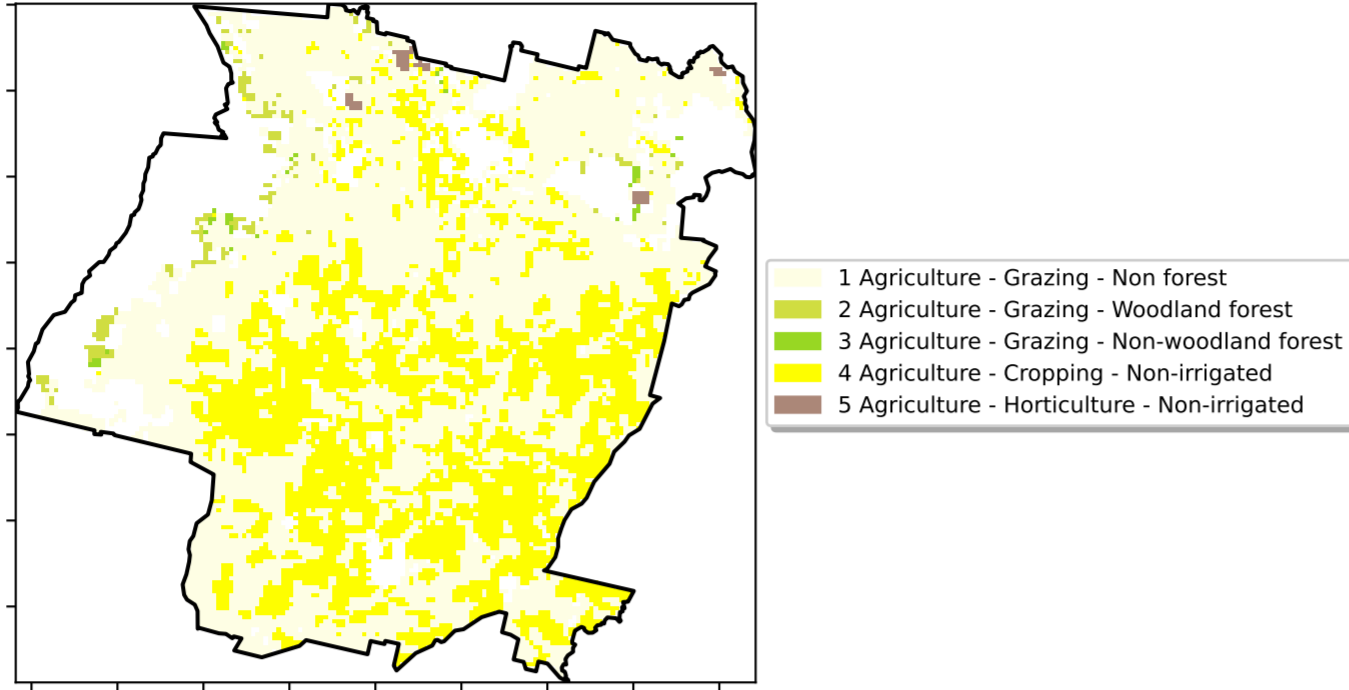 1 Agriculture - Grazing - Non forest
2 Agriculture - Grazing - Woodland forest
3 Agriculture - Grazing - Non-woodland forest
4 Agriculture - Cropping - Non-irrigated
5 Agriculture - Horticulture - Non-irrigated